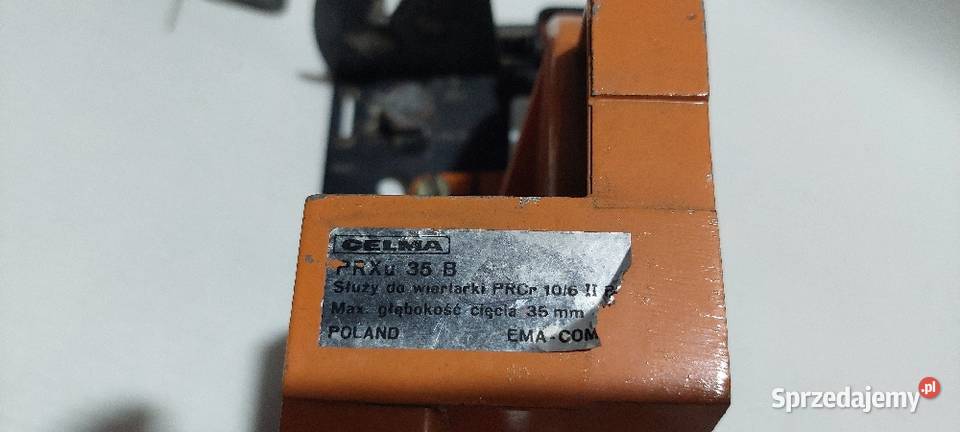 CELMA
PRXu 35 B
Służy do wiertarki PRCr 10/6 II
Max. głębokość cięcia 35 mm
POLAND EMA-COM
Sprzedajemy.pl